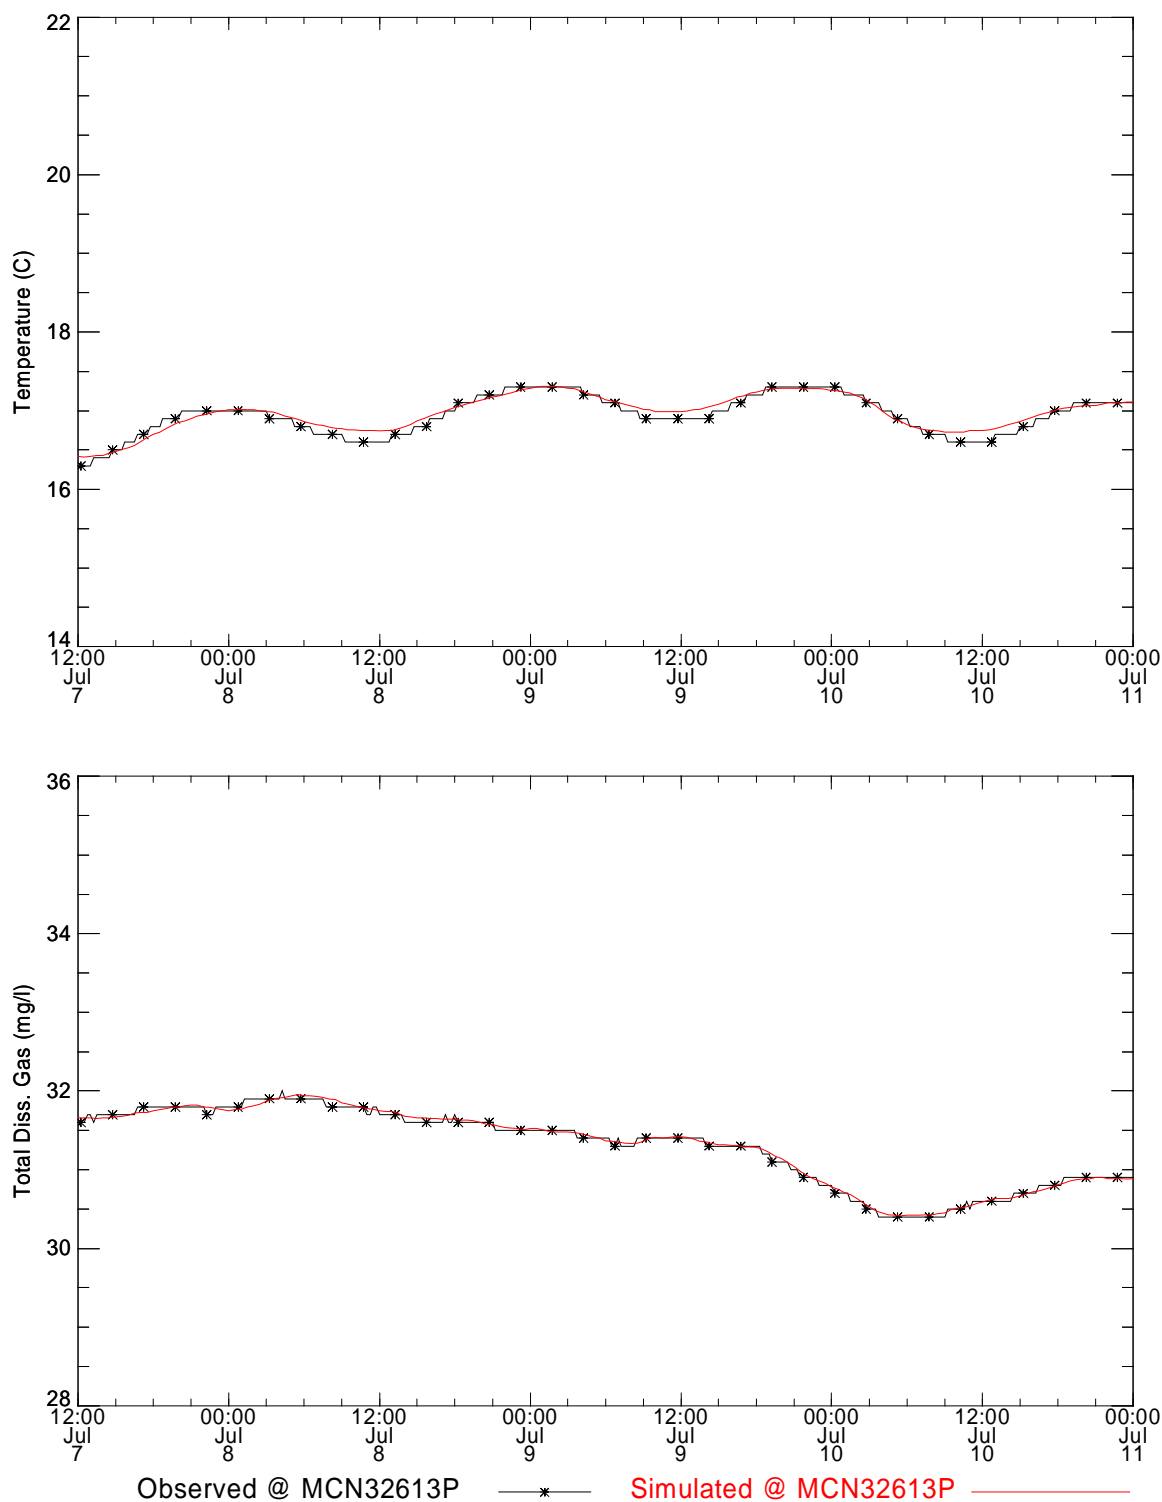 22
20
18
16
14
Temperature (C)
12:00 00:00 12:00 00:00 12:00 00:00 12:00 00:00
Jul Jul Jul Jul Jul Jul Jul Jul
7 8 8 9 9 10 10 11
36
34
32
30
28
Total Diss. Gas (mg/l)
12:00 00:00 12:00 00:00 12:00 00:00 12:00 00:00
Jul Jul Jul Jul Jul Jul Jul Jul
7 8 8 9 9 10 10 11
Observed @ MCN32613P Simulated @ MCN32613P